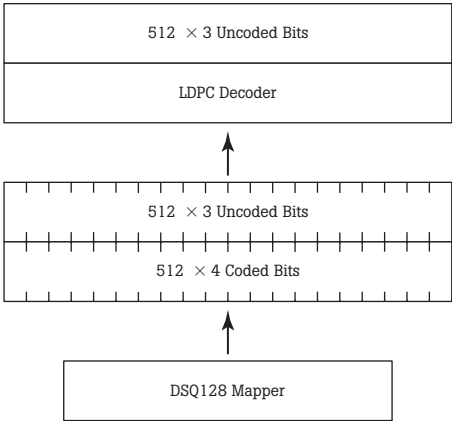 512 × 3 Uncoded Bits
LDPC Decoder
512 × 3 Uncoded Bits
512 × 4 Coded Bits
DSQ128 Mapper